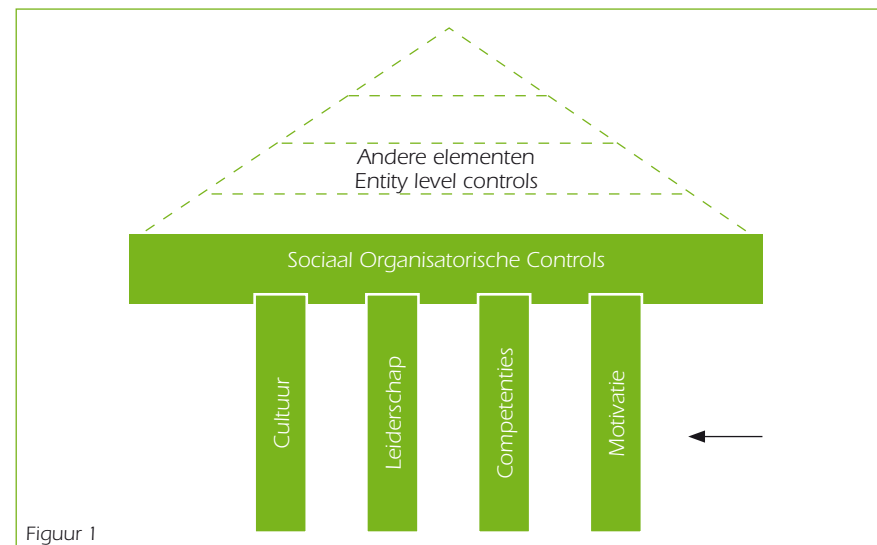 Andere elementen
Entity level controls
Sociaal Organisatorische Controls
Cultuur
Leiderschap
Competenties
Motivatie
Figuur 1